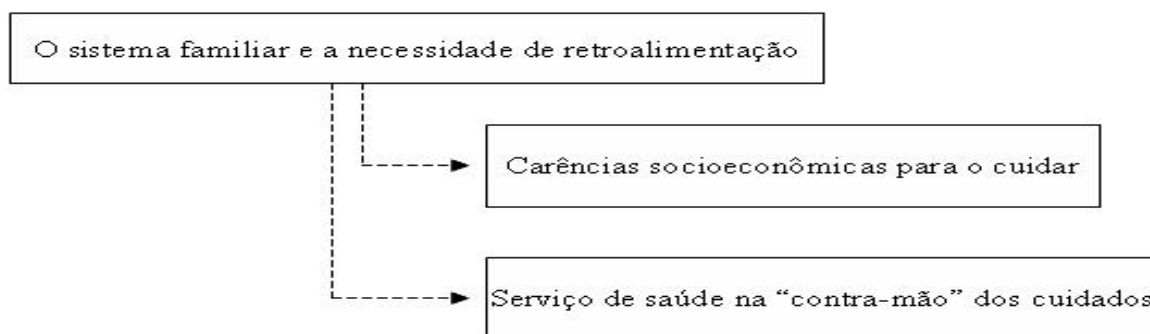 O sistema familiar e a necessidade de retroalimentação
Carências socioeconômicas para o cuidar
Serviço de saúde na “contra-mão” dos cuidados